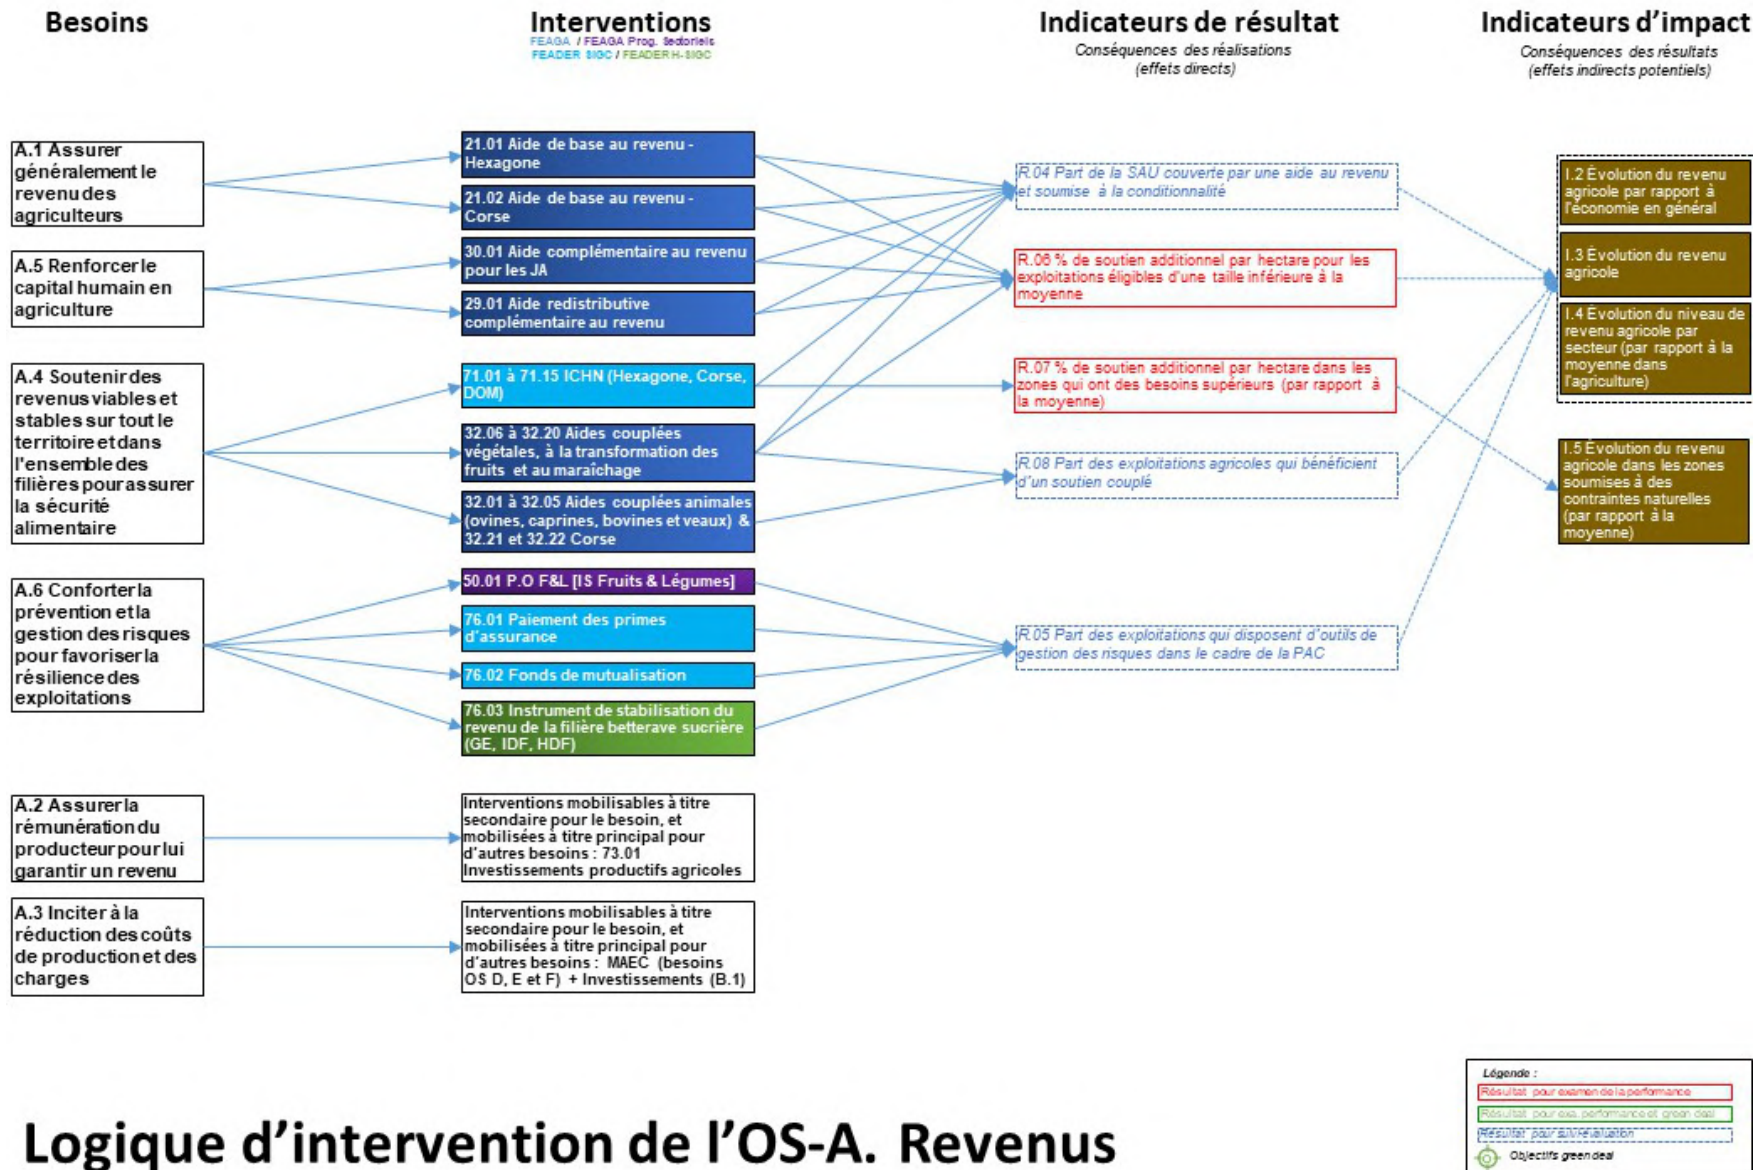 Besoins
Interventions
FEAGA / FEAGA Prog. Sectoriels
FEADER SIGC / FEADER H-SIGC
Indicateurs de résultat
Conséquences des réalisations
(effets directs)
Indicateurs d'impact
Conséquences des résultats
(effets indirects potentiels)
A.1 Assurer
généralement le
revenu des
agriculteurs
A.5 Renforcer le
capital humain en
agriculture
A.4 Soutenir des
revenus viables et
stables sur tout le
territoire et dans
l'ensemble des
filières pour assurer
la sécurité
alimentaire
A.6 Conforter la
prévention et la
gestion des risques
pour favoriser la
résilience des
exploitations
A.2 Assurer la
rémunération du
producteur pour lui
garantir un revenu
A.3 Inciter à la
réduction des coûts
de production et des
charges
21.01 Aide de base au revenu -
Hexagone
21.02 Aide de base au revenu -
Corse
30.01 Aide complémentaire au revenu
pour les JA
29.01 Aide redistributive
complémentaire au revenu
71.01 à 71.15 ICHN (Hexagone, Corse,
DOM)
32.06 à 32.20 Aides couplées
végétales, à la transformation des
fruits et au maraîchage
32.01 à 32.05 Aides couplées animales
(ovines, caprines, bovines et veaux) &
32.21 et 32.22 Corse
50.01 P.O F&L [IS Fruits & Légumes]
76.01 Paiement des primes
d'assurance
76.02 Fonds de mutualisation
76.03 Instrument de stabilisation du
revenu de la filière betterave sucrière
(GE, IDF, HDF)
Interventions mobilisables à titre
secondaire pour le besoin, et
mobilisées à titre principal pour
d'autres besoins : 73.01
Investissements productifs agricoles
Interventions mobilisables à titre
secondaire pour le besoin, et
mobilisées à titre principal pour
d'autres besoins : MAEC (besoins
OS D, E et F) + Investissements (B.1)
R.04 Part de la SAU couverte par une aide au revenu
et soumise à la conditionnalité
R.06 % de soutien additionnel par hectare pour les
exploitations éligibles d'une taille inférieure à la
moyenne
R.07 % de soutien additionnel par hectare dans les
zones qui ont des besoins supérieurs (par rapport à
la moyenne)
R.08 Part des exploitations agricoles qui bénéficient
d'un soutien couplé
R.05 Part des exploitations qui disposent d'outils de
gestion des risques dans le cadre de la PAC
I.2 Évolution du revenu
agricole par rapport à
l'économie en général
I.3 Évolution du revenu
agricole
I.4 Évolution du niveau de
revenu agricole par
secteur (par rapport à la
moyenne dans
l'agriculture)
I.5 Évolution du revenu
agricole dans les zones
soumises à des
contraintes naturelles
(par rapport à la
moyenne)
Logique d'intervention de l'OS-A. Revenus
Légende :
Résultat pour examen de la performance
Résultat pour exa. performance et green deal
Résultat pour suivi/évaluation
Objectifs green deal